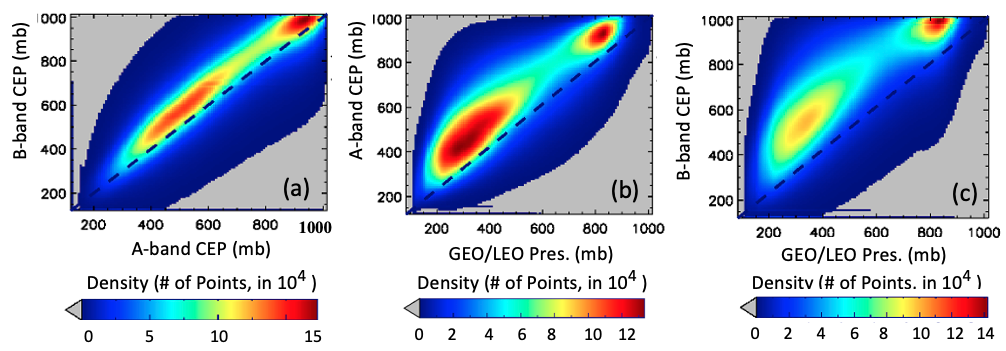 1000
800
600
400
200
B-band CEP (mb)
(a)
200 400 600 800 1000
A-band CEP (mb)
Density (# of Points, in 10⁴ )
0 5 10 15
1000
800
600
400
200
A-band CEP (mb)
(b)
200 400 600 800 1000
GEO/LEO Pres. (mb)
Density (# of Points, in 10⁴ )
0 2 4 6 8 10 12
1000
800
600
400
200
B-band CEP (mb)
(c)
200 400 600 800 1000
GEO/LEO Pres. (mb)
Density (# of Points. in 10⁴ )
0 2 4 6 8 10 12 14